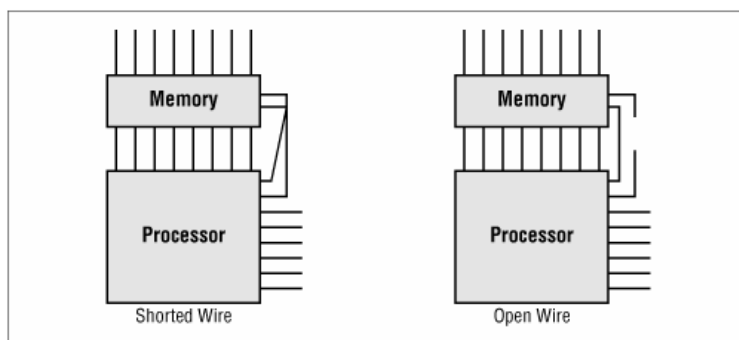 Memory
Memory
Processor
Processor
Shorted Wire
Open Wire